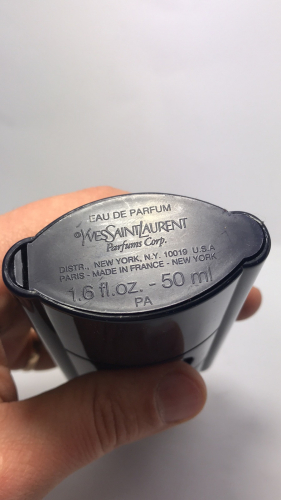 EAU DE PARFUM
©YVESSAINTLAURENT
Parfums Corp.
DISTR., NEW YORK, N.Y. 10019 U.S.A
PARIS - MADE IN FRANCE - NEW YORK
1.6 fl.oz. - 50 ml
PA